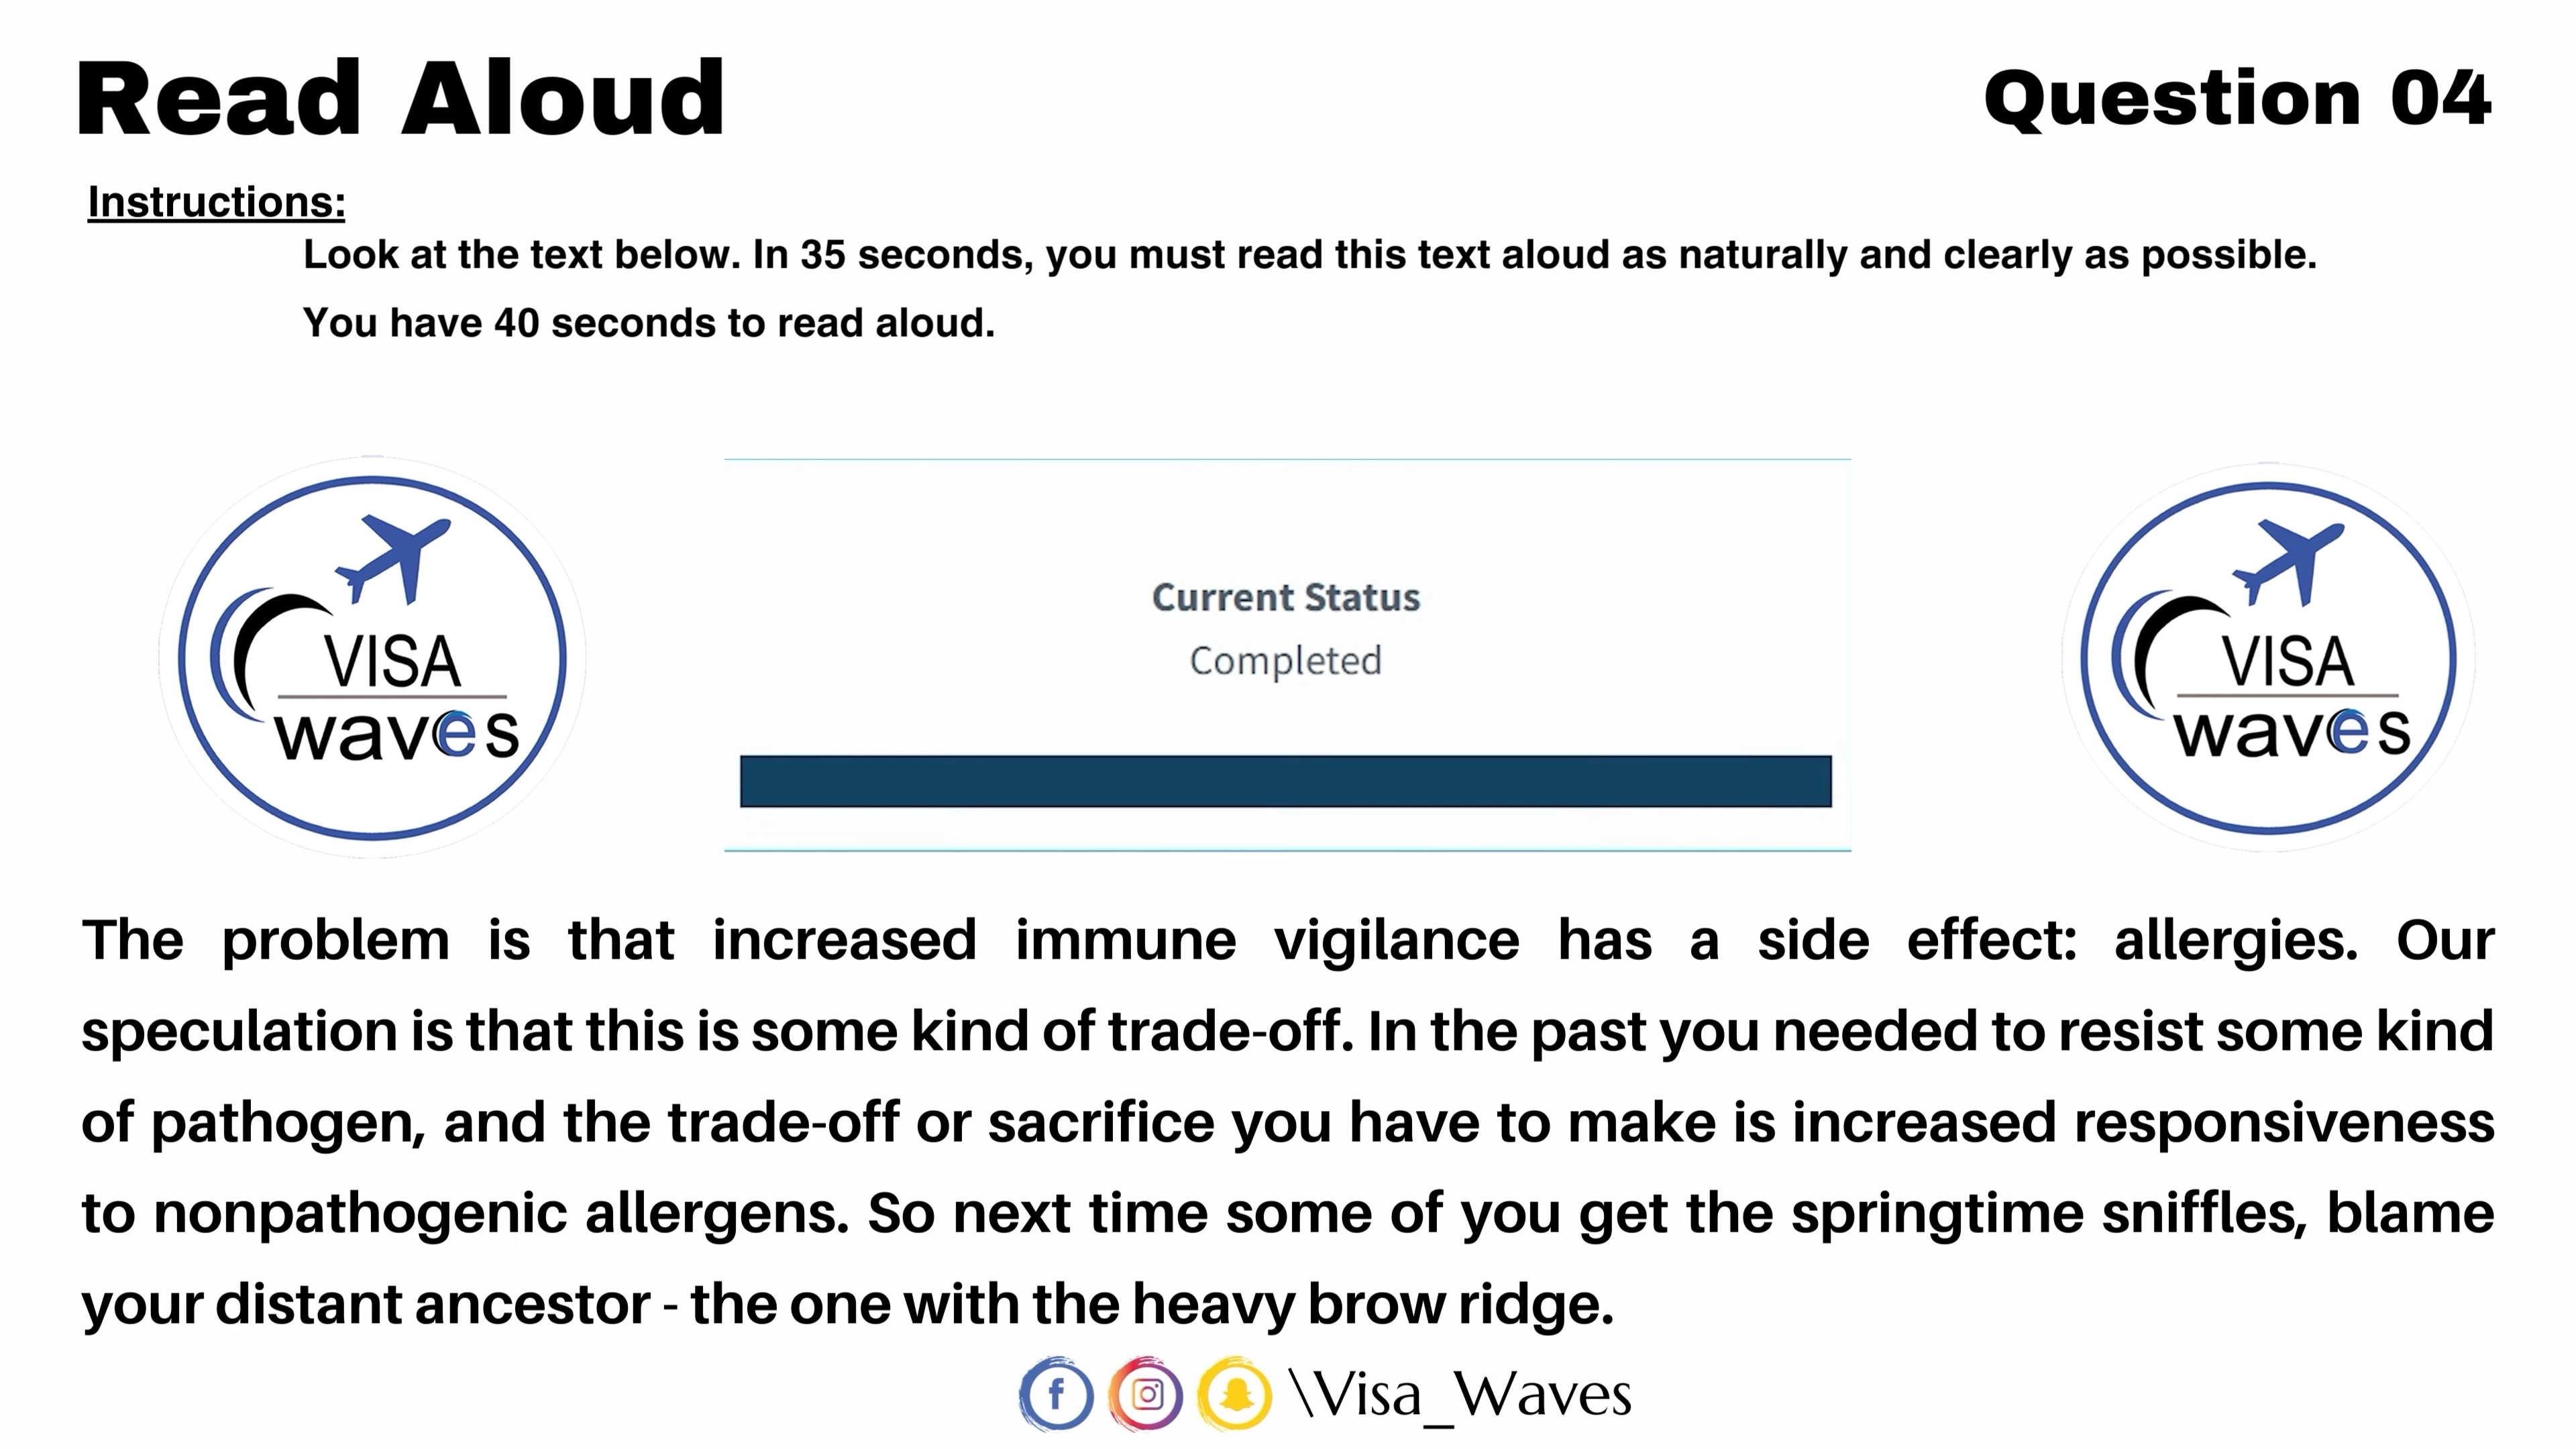 Read Aloud
Question 04
Instructions:
Look at the text below. In 35 seconds, you must read this text aloud as naturally and clearly as possible.
You have 40 seconds to read aloud.
VISA
waves
Current Status
Completed
VISA
waves
The problem is that increased immune vigilance has a side effect: allergies. Our
speculation is that this is some kind of trade-off. In the past you needed to resist some kind
of pathogen, and the trade-off or sacrifice you have to make is increased responsiveness
to nonpathogenic allergens. So next time some of you get the springtime sniffles, blame
your distant ancestor - the one with the heavy brow ridge.
\Visa_Waves